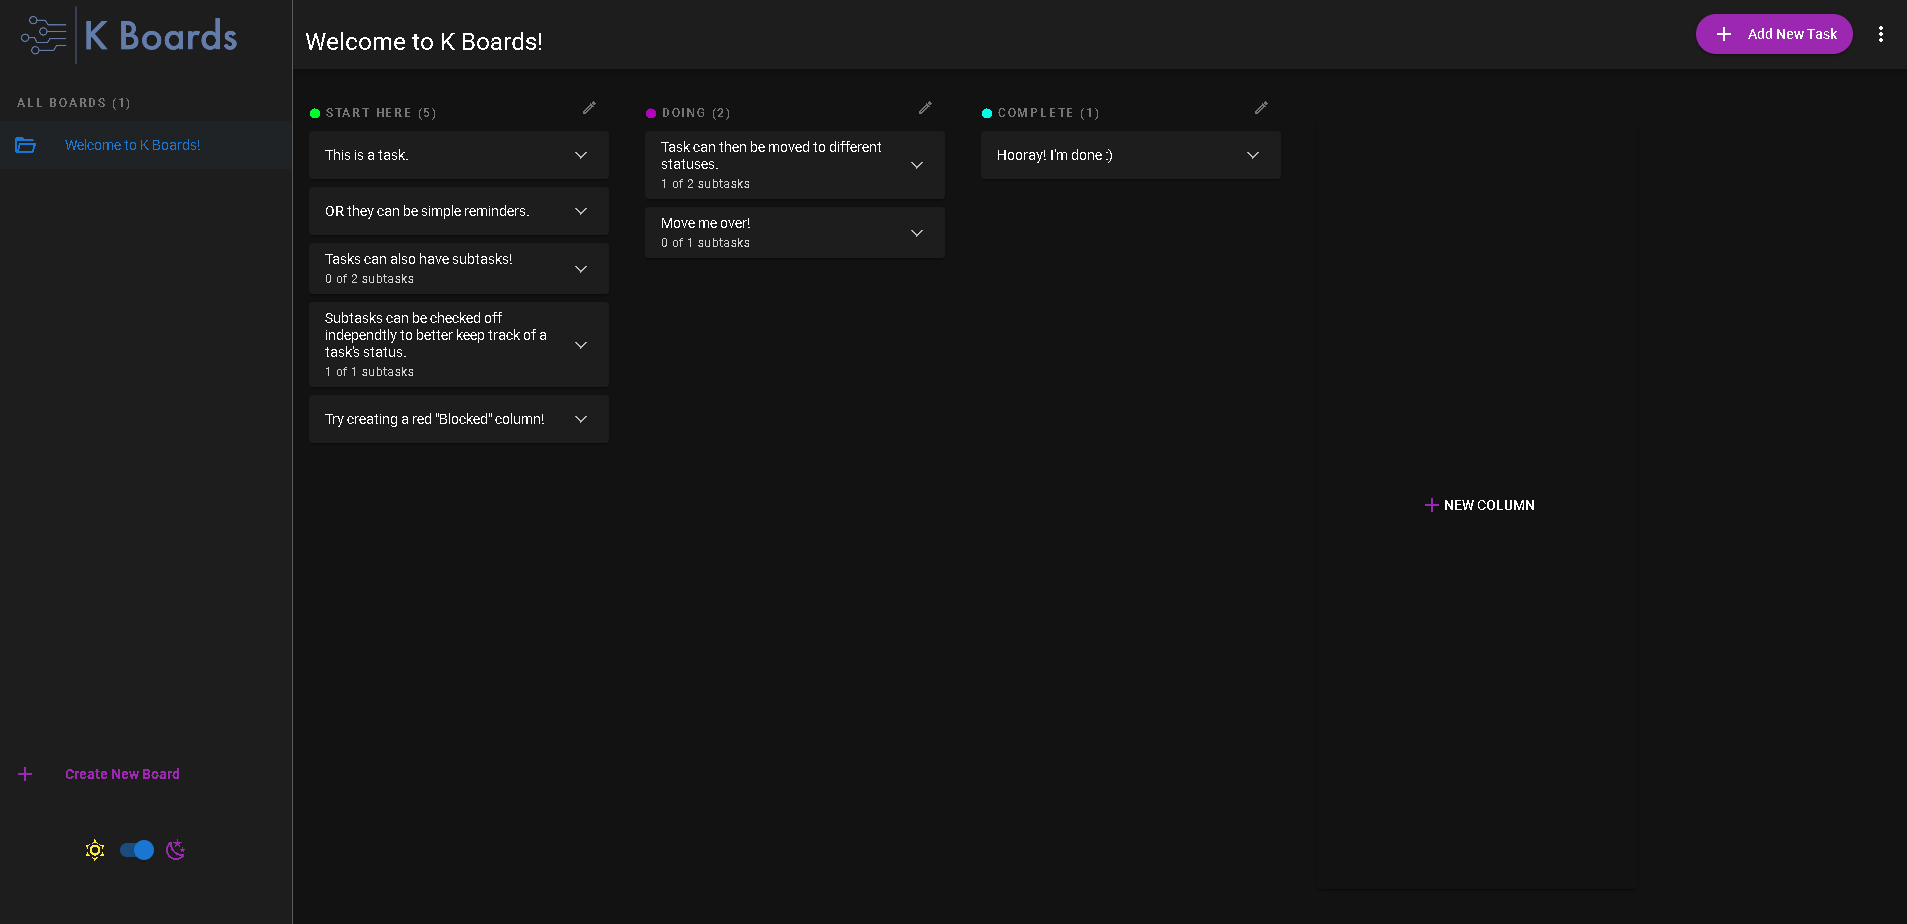 K Boards
Welcome to K Boards!
Add New Task
ALL BOARDS (1)
Welcome to K Boards!
START HERE (5)
This is a task.
OR they can be simple reminders.
Tasks can also have subtasks!
0 of 2 subtasks
Subtasks can be checked off
independtly to better keep track of a
task's status.
1 of 1 subtasks
Try creating a red "Blocked" column!
DOING (2)
Task can then be moved to different
statuses.
1 of 2 subtasks
Move me over!
0 of 1 subtasks
COMPLETE (1)
Hooray! I'm done :)
NEW COLUMN
Create New Board